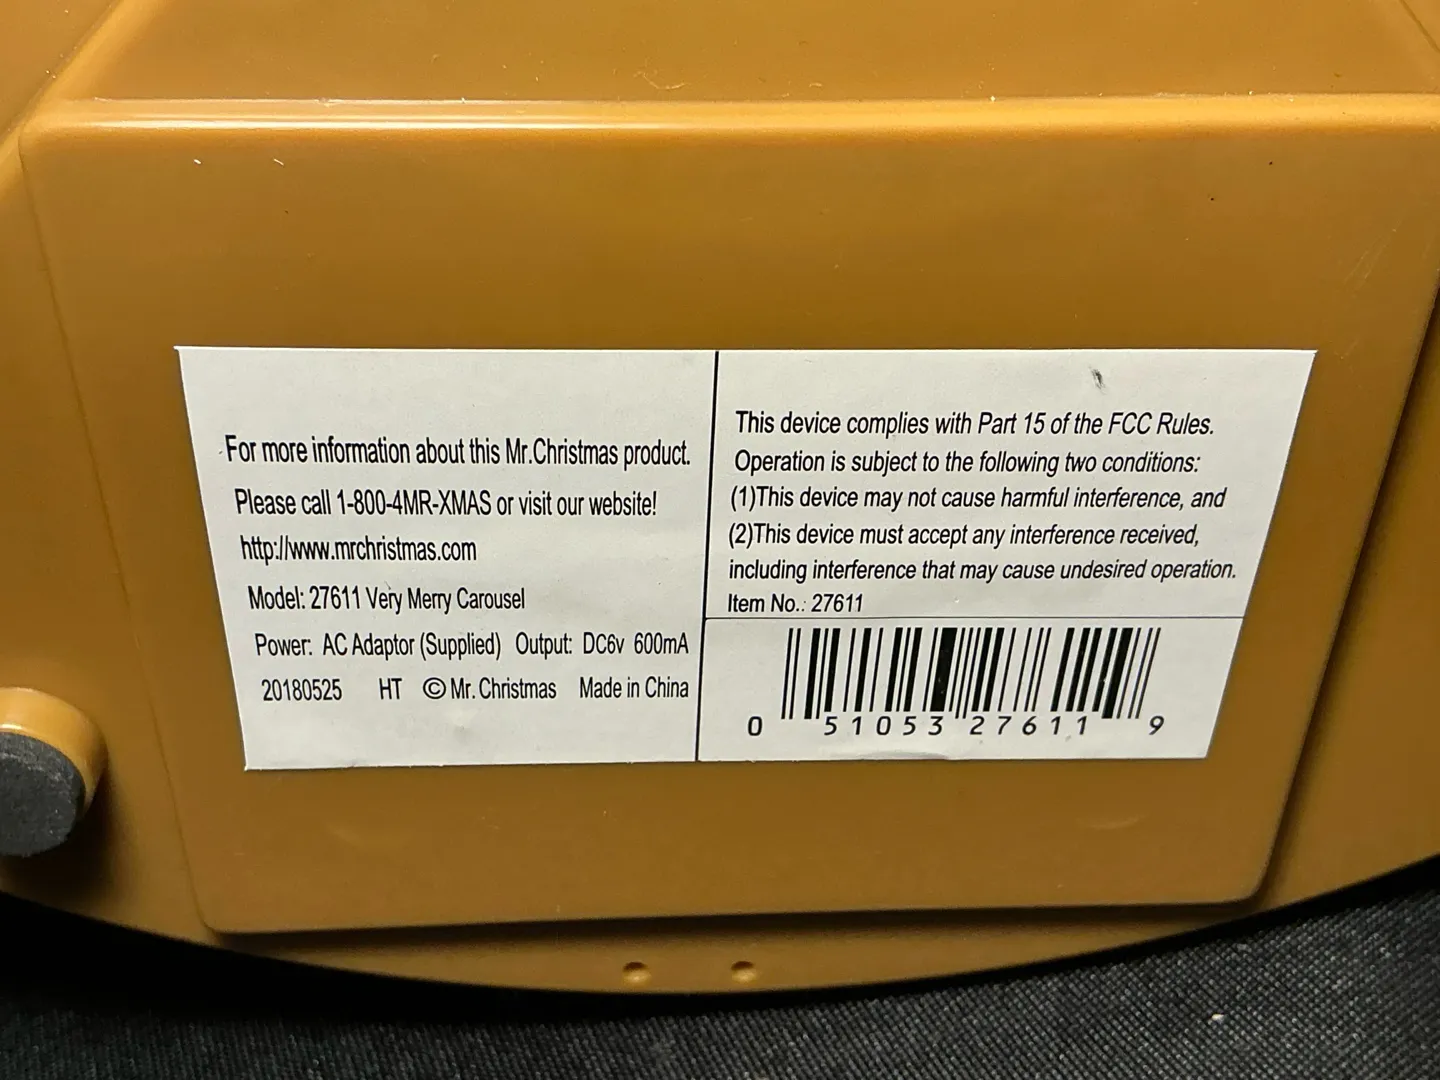 For more information about this Mr.Christmas product.
Please call 1-800-4MR-XMAS or visit our website!
http://www.mrchristmas.com
Model: 27611 Very Merry Carousel
Power: AC Adaptor (Supplied) Output: DC6v 600mA
20180525 HT © Mr. Christmas Made in China
This device complies with Part 15 of the FCC Rules.
Operation is subject to the following two conditions:
(1)This device may not cause harmful interference, and
(2)This device must accept any interference received,
including interference that may cause undesired operation.
Item No.: 27611
0 51053 27611 9